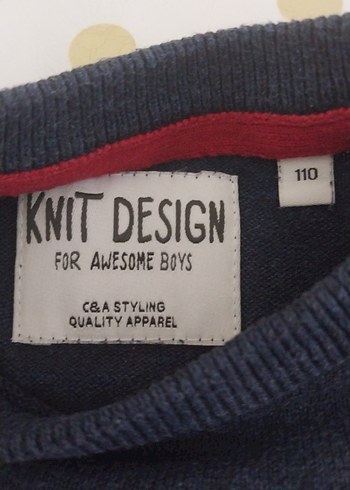 KNIT DESIGN
FOR AWESOME BOYS
C&A STYLING
QUALITY APPAREL
110